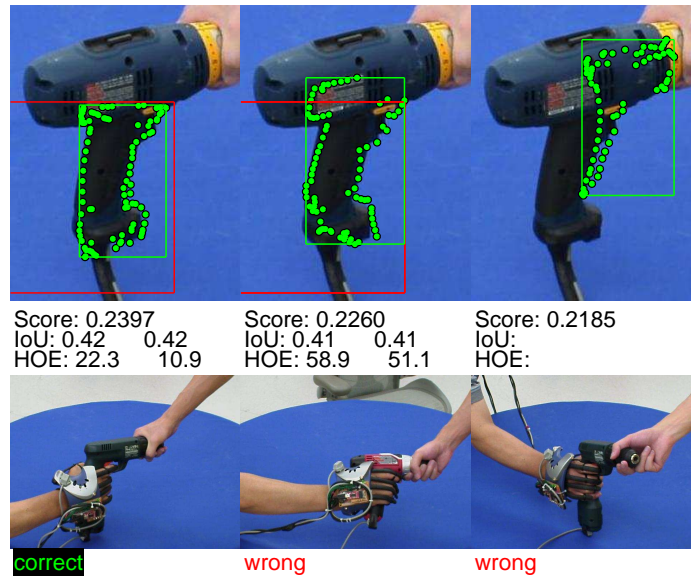 Score: 0.2397
IoU: 0.42 0.42
HOE: 22.3 10.9
Score: 0.2260
IoU: 0.41 0.41
HOE: 58.9 51.1
Score: 0.2185
IoU:
HOE:
correct
wrong
wrong